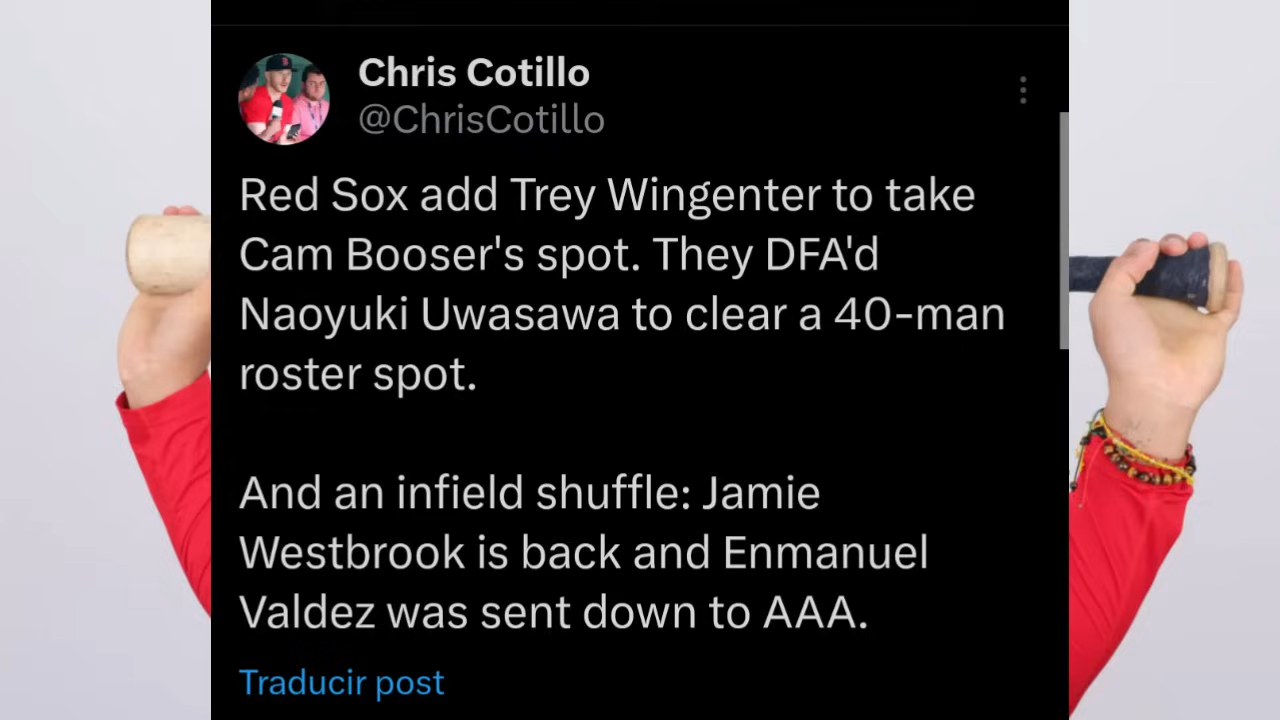 Chris Cotillo
@ChrisCotillo
Red Sox add Trey Wingenter to take
Cam Booser's spot. They DFA'd
Naoyuki Uwasawa to clear a 40-man
roster spot.
And an infield shuffle: Jamie
Westbrook is back and Enmanuel
Valdez was sent down to AAA.
Traducir post